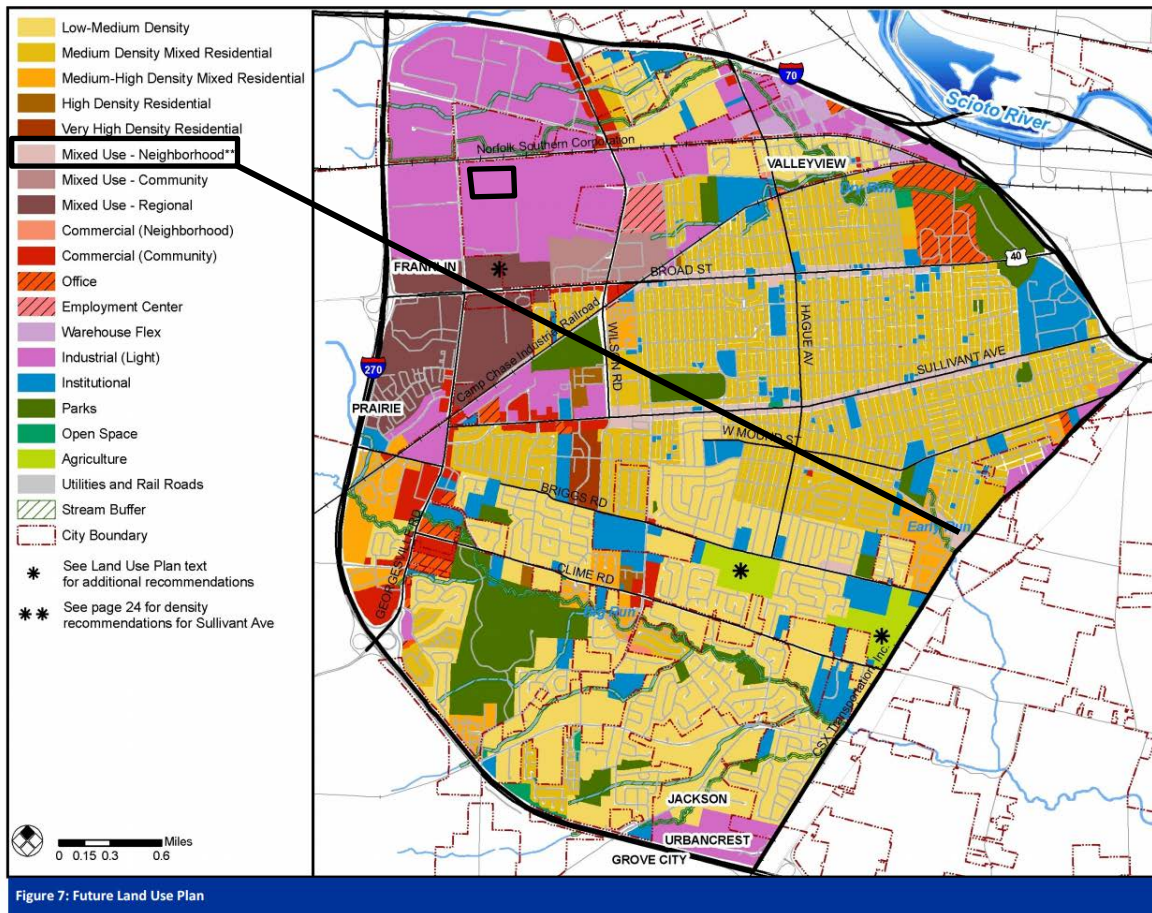 Low-Medium Density
Medium Density Mixed Residential
Medium-High Density Mixed Residential
High Density Residential
Very High Density Residential
Mixed Use - Neighborhood**
Mixed Use - Community
Mixed Use - Regional
Commercial (Neighborhood)
Commercial (Community)
Office
Employment Center
Warehouse Flex
Industrial (Light)
Institutional
Parks
Open Space
Agriculture
Utilities and Rail Roads
Stream Buffer
City Boundary
* See Land Use Plan text
for additional recommendations
** See page 24 for density
recommendations for Sullivant Ave
0 0.15 0.3 0.6 Miles
70
Scioto River
Norfolk Southern Corporation
VALLEYVIEW
Dry Run
40
FRANKLIN
*
BROAD ST
Camp Chase Industrial Railroad
WILSON RD
HAGUE AV
SULLIVANT AVE
270
PRAIRIE
W MOUND ST
BRIGGS RD
Early Run
GEORGESVILLE RD
CLIME RD
*
Big Run
*
CSX Transportation, Inc.
JACKSON
URBANCREST
GROVE CITY
Figure 7: Future Land Use Plan